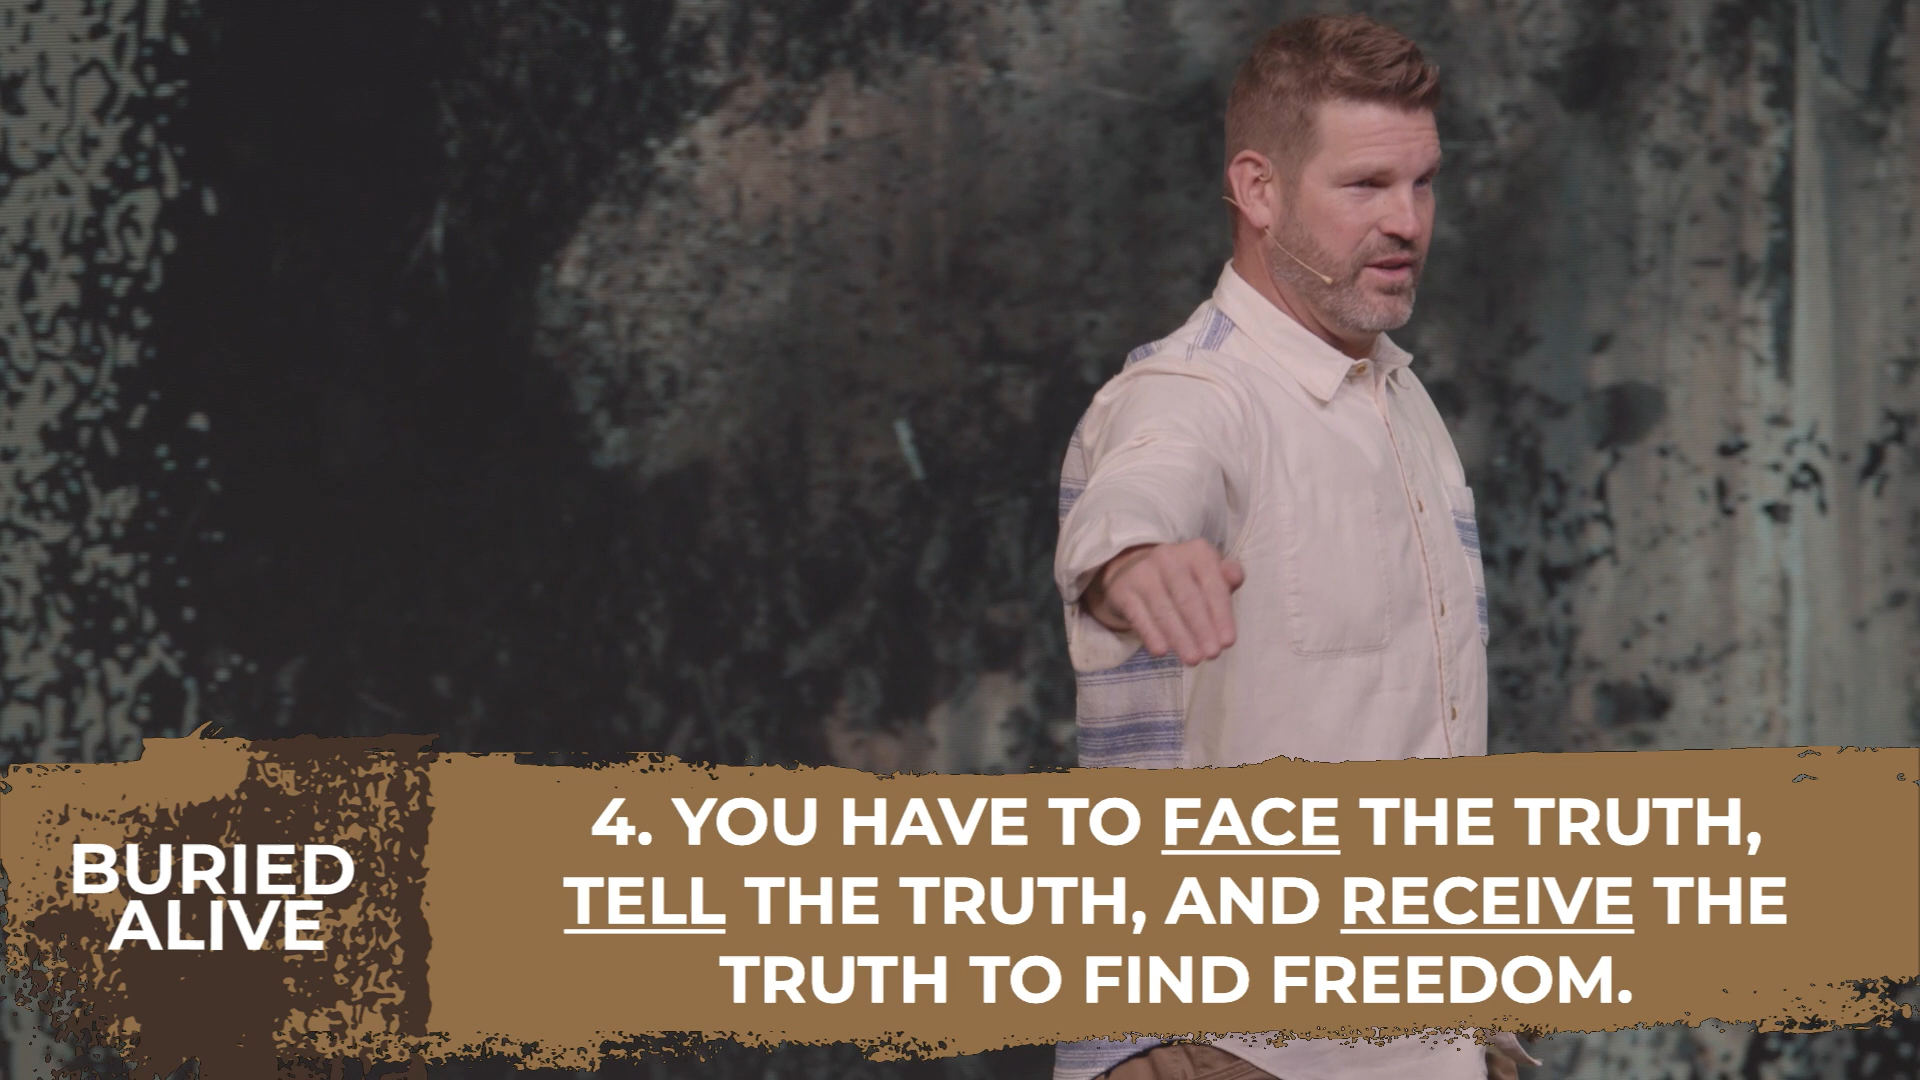 BURIED
ALIVE
4. YOU HAVE TO FACE THE TRUTH,
TELL THE TRUTH, AND RECEIVE THE
TRUTH TO FIND FREEDOM.